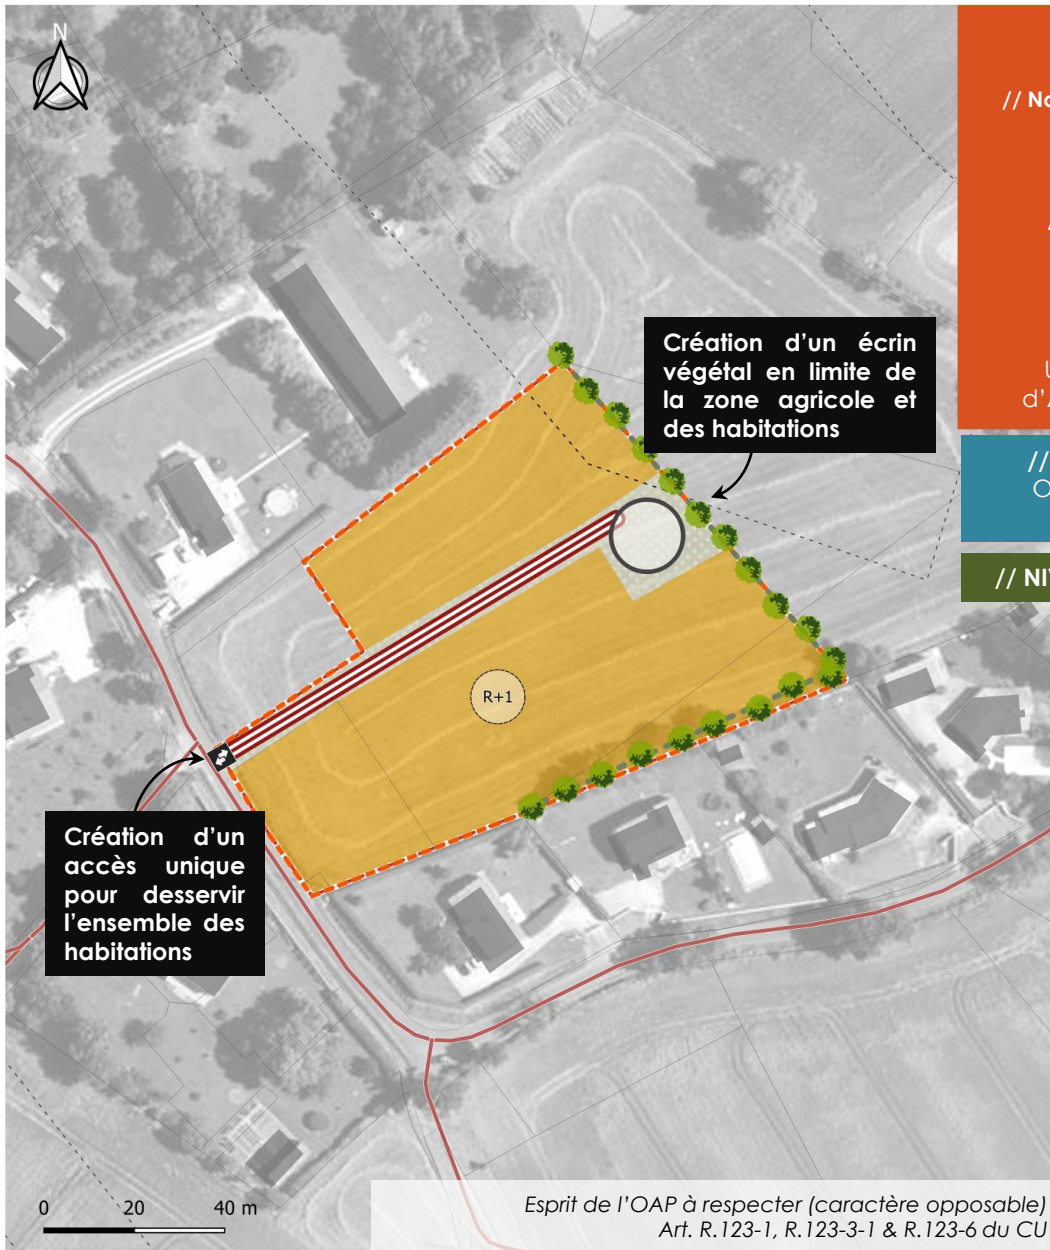 N
// No
U
d'A
//
O
// NI
Création d'un écrin
végétal en limite de
la zone agricole et
des habitations
R+1
Création d'un
accès unique
pour desservir
l'ensemble des
habitations
0 20 40 m
Esprit de l'OAP à respecter (caractère opposable)
Art. R.123-1, R.123-3-1 & R.123-6 du CU